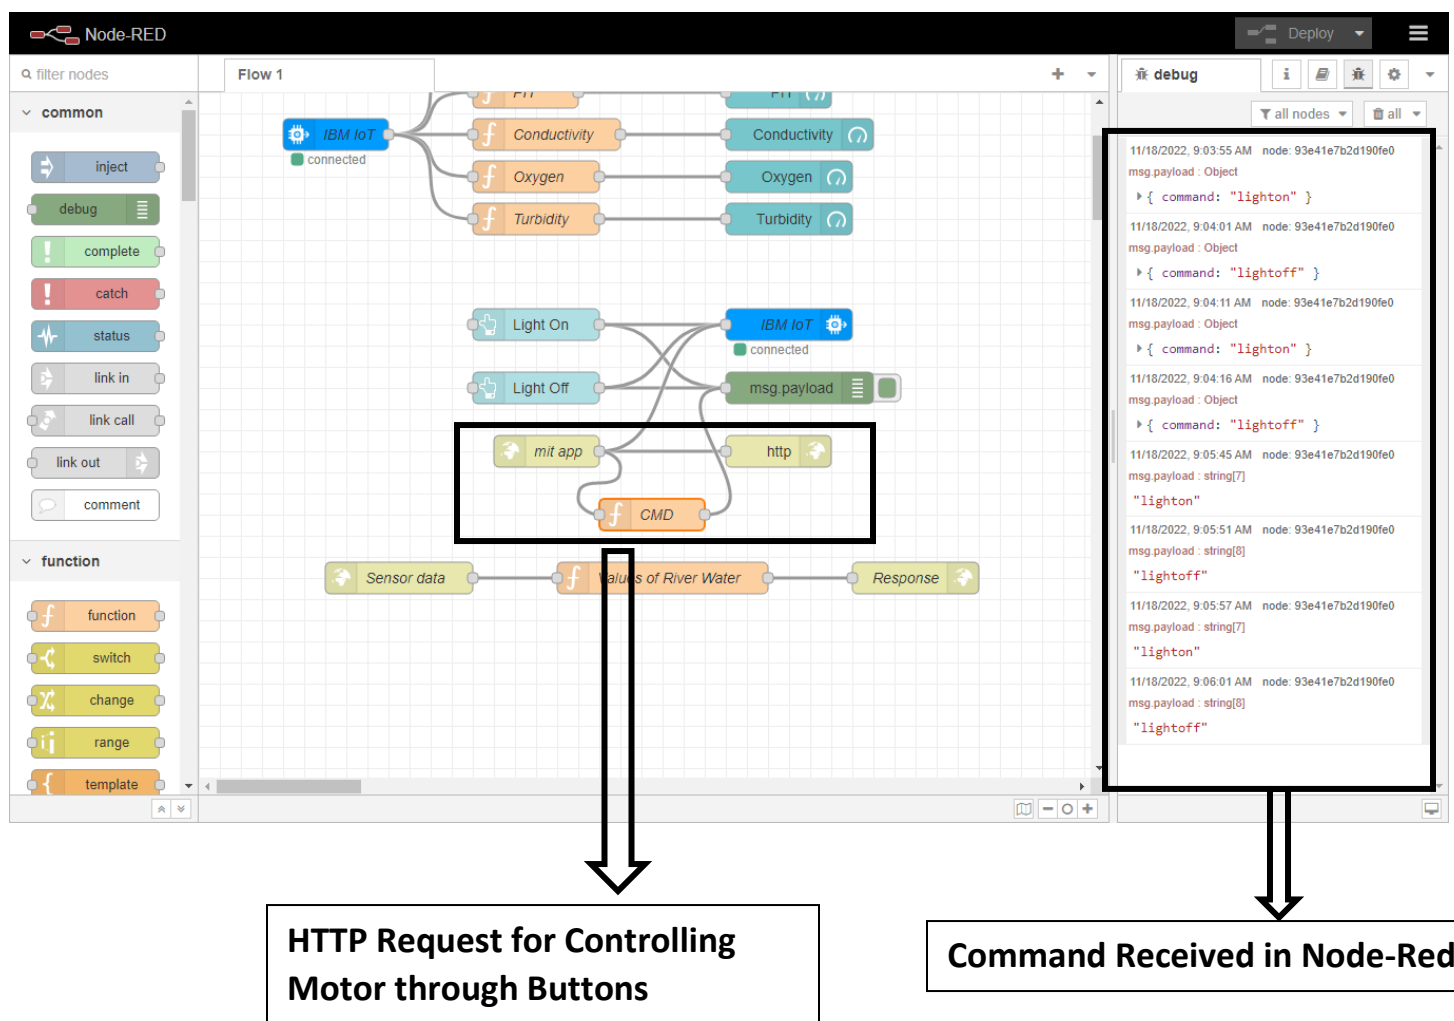 Node-RED
Deploy
filter nodes
Flow 1
debug
i
all nodes
all
common
inject
debug
complete
catch
status
link in
link call
link out
comment
function
function
switch
change
range
template
PH
PH
IBM IoT
connected
Conductivity
Conductivity
Oxygen
Oxygen
Turbidity
Turbidity
Light On
IBM IoT
connected
Light Off
msg.payload
mit app
http
CMD
Sensor data
Values of River Water
Response
11/18/2022, 9:03:55 AM node: 93e41e7b2d190fe0
msg.payload : Object
{ command: "lighton" }
11/18/2022, 9:04:01 AM node: 93e41e7b2d190fe0
msg.payload : Object
{ command: "lightoff" }
11/18/2022, 9:04:11 AM node: 93e41e7b2d190fe0
msg.payload : Object
{ command: "lighton" }
11/18/2022, 9:04:16 AM node: 93e41e7b2d190fe0
msg.payload : Object
{ command: "lightoff" }
11/18/2022, 9:05:45 AM node: 93e41e7b2d190fe0
msg.payload : string[7]
"lighton"
11/18/2022, 9:05:51 AM node: 93e41e7b2d190fe0
msg.payload : string[8]
"lightoff"
11/18/2022, 9:05:57 AM node: 93e41e7b2d190fe0
msg.payload : string[7]
"lighton"
11/18/2022, 9:06:01 AM node: 93e41e7b2d190fe0
msg.payload : string[8]
"lightoff"
HTTP Request for Controlling
Motor through Buttons
Command Received in Node-Red